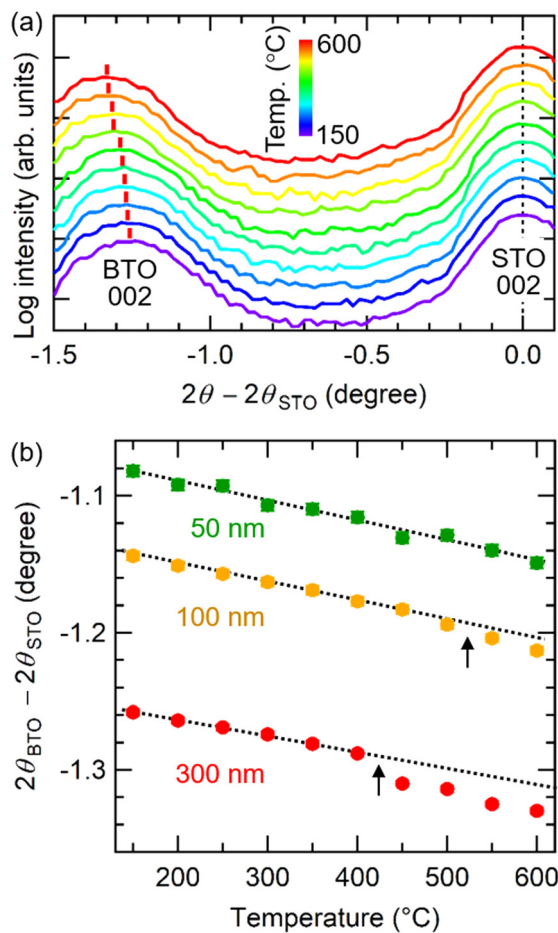 (a)
Log intensity (arb. units)
Temp. (°C)
600
150
BTO
002
STO
002
-1.5
-1.0
-0.5
0.0
2θ − 2θSTO (degree)
(b)
2θBTO − 2θSTO (degree)
-1.1
-1.2
-1.3
50 nm
100 nm
300 nm
200
300
400
500
600
Temperature (°C)